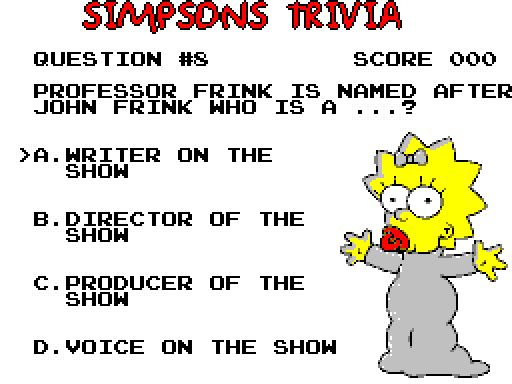 SIMPSONS TRIVIA
QUESTION #8 SCORE 000
PROFESSOR FRINK IS NAMED AFTER
JOHN FRINK WHO IS A ...?
>A.WRITER ON THE
SHOW
B.DIRECTOR OF THE
SHOW
C.PRODUCER OF THE
SHOW
D.VOICE ON THE SHOW